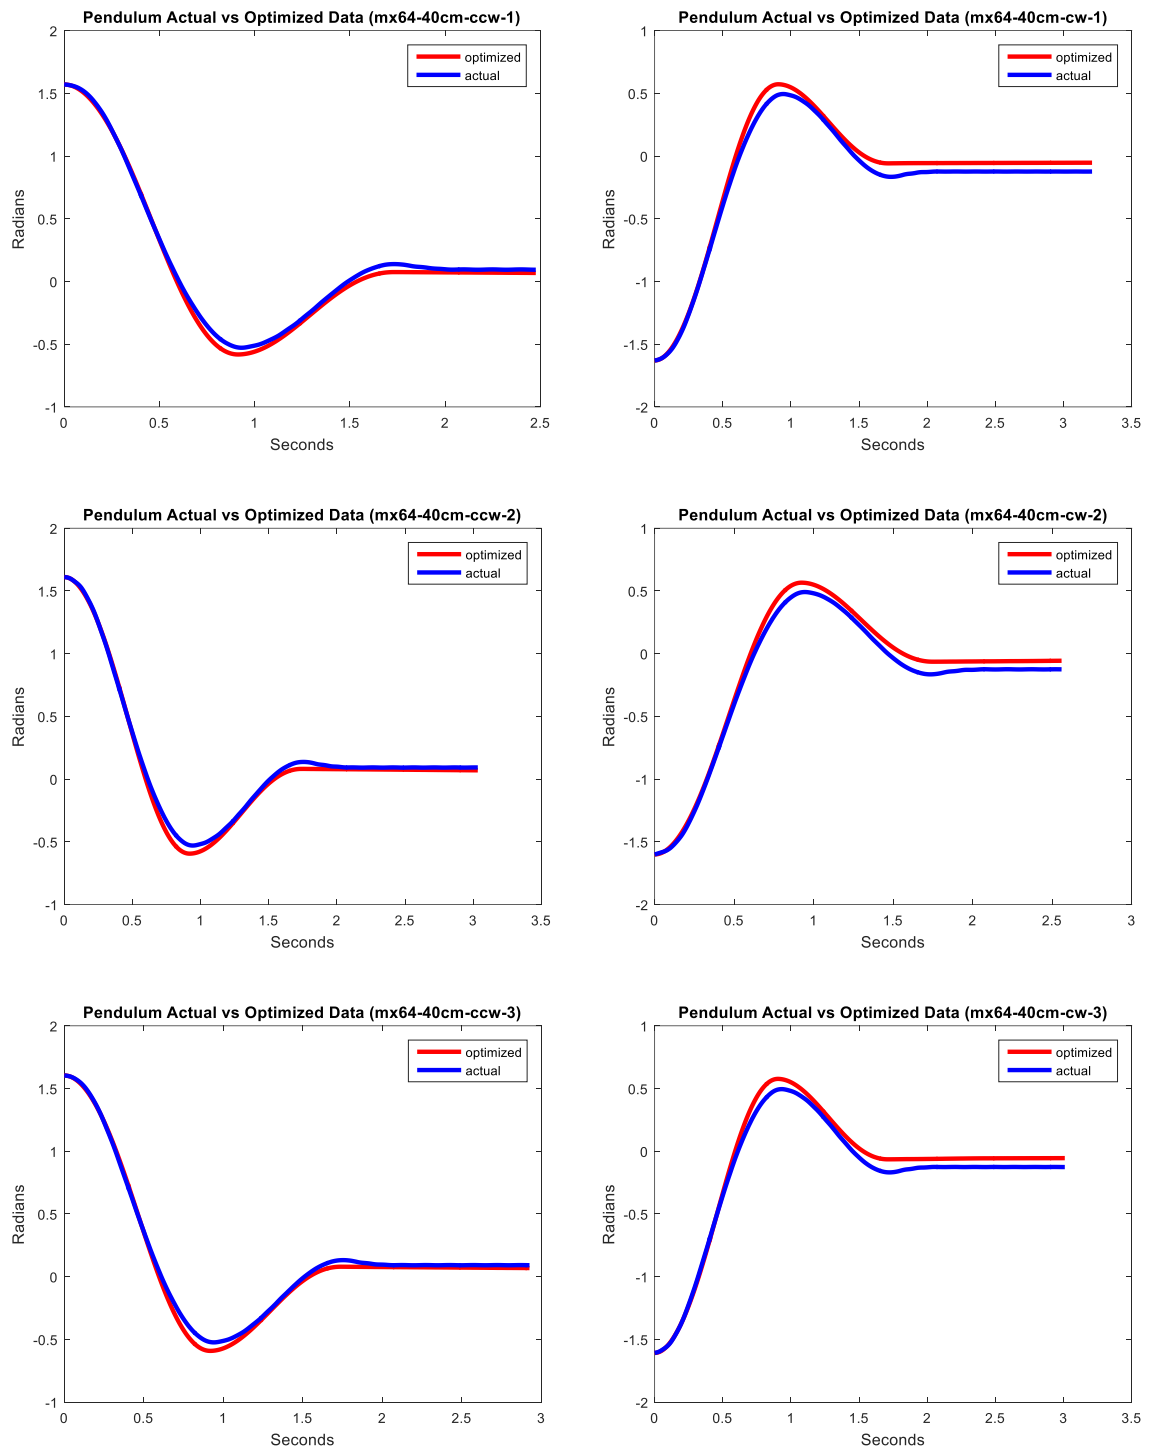 Pendulum Actual vs Optimized Data (mx64-40cm-ccw-1)
2
1.5
1
0.5
0
-0.5
-1
Radians
optimized
actual
0 0.5 1 1.5 2 2.5
Seconds
Pendulum Actual vs Optimized Data (mx64-40cm-cw-1)
1
0.5
0
-0.5
-1
-1.5
-2
Radians
optimized
actual
0 0.5 1 1.5 2 2.5 3 3.5
Seconds
Pendulum Actual vs Optimized Data (mx64-40cm-ccw-2)
2
1.5
1
0.5
0
-0.5
-1
Radians
optimized
actual
0 0.5 1 1.5 2 2.5 3 3.5
Seconds
Pendulum Actual vs Optimized Data (mx64-40cm-cw-2)
1
0.5
0
-0.5
-1
-1.5
-2
Radians
optimized
actual
0 0.5 1 1.5 2 2.5 3
Seconds
Pendulum Actual vs Optimized Data (mx64-40cm-ccw-3)
2
1.5
1
0.5
0
-0.5
-1
Radians
optimized
actual
0 0.5 1 1.5 2 2.5 3
Seconds
Pendulum Actual vs Optimized Data (mx64-40cm-cw-3)
1
0.5
0
-0.5
-1
-1.5
-2
Radians
optimized
actual
0 0.5 1 1.5 2 2.5 3 3.5
Seconds